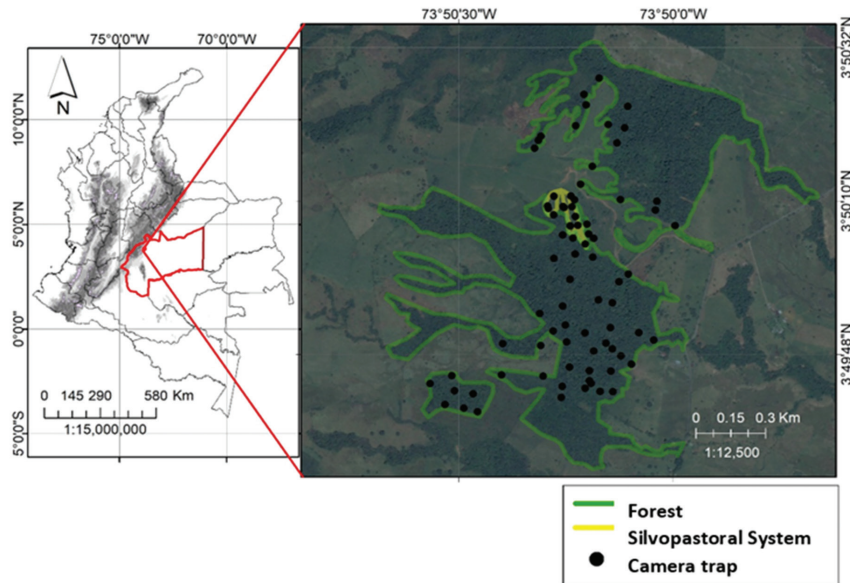 75°0'0"W 70°0'0"W
N
10°0'0"N
5°0'0"N
0°0'0"
5°0'0"S
0 145 290 580 Km
1:15,000,000
73°50'30"W 73°50'0"W
3°50'32"N
3°50'10"N
3°49'48"N
0 0.15 0.3 Km
1:12,500
Forest
Silvopastoral System
Camera trap